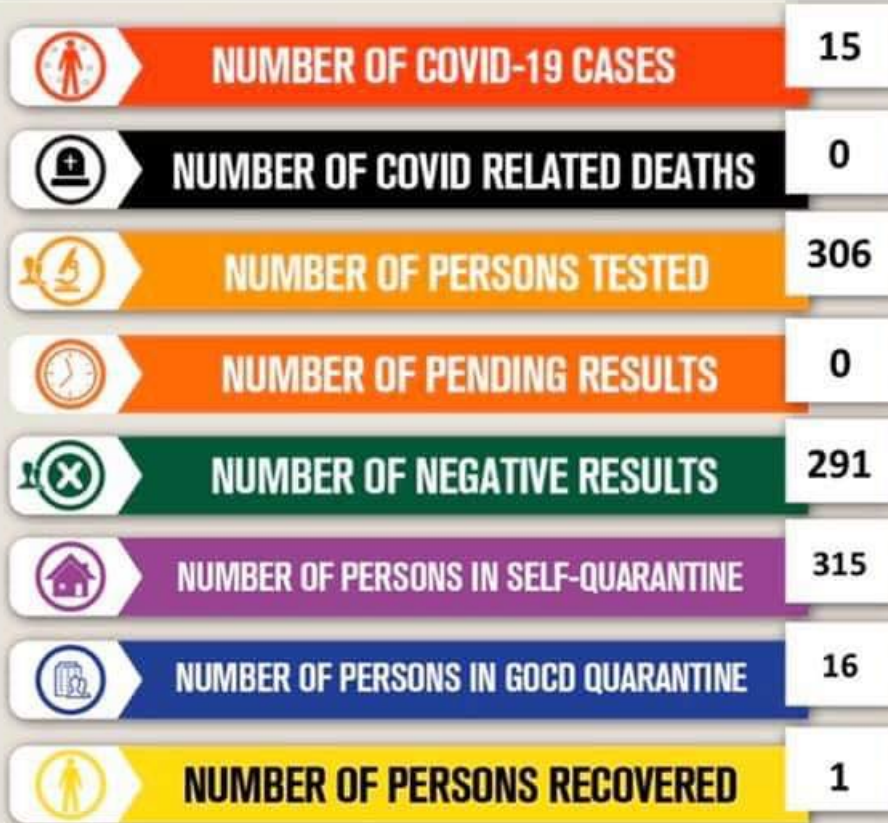 NUMBER OF COVID-19 CASES 15
NUMBER OF COVID RELATED DEATHS 0
NUMBER OF PERSONS TESTED 306
NUMBER OF PENDING RESULTS 0
NUMBER OF NEGATIVE RESULTS 291
NUMBER OF PERSONS IN SELF-QUARANTINE 315
NUMBER OF PERSONS IN GOCD QUARANTINE 16
NUMBER OF PERSONS RECOVERED 1